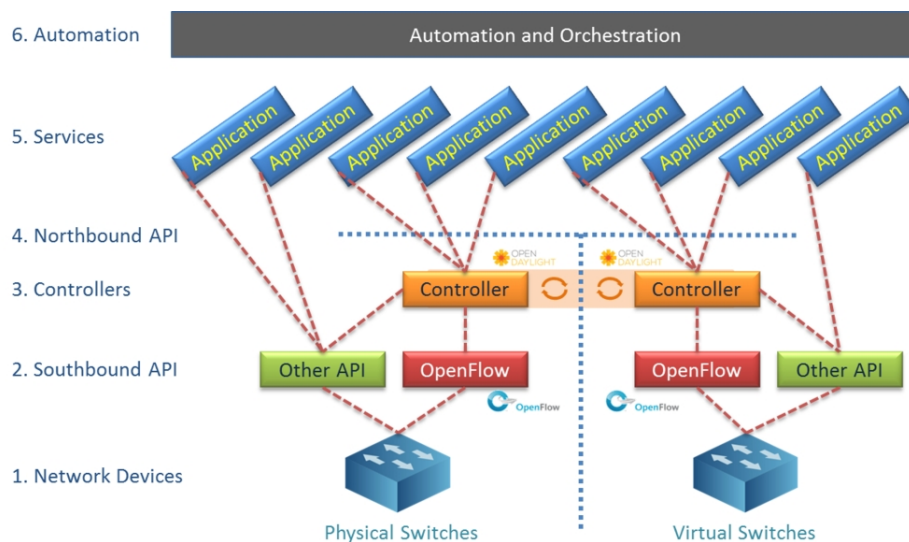 6. Automation
Automation and Orchestration
5. Services
Application
Application
Application
Application
Application
Application
Application
Application
Application
4. Northbound API
OPEN
DAYLIGHT
OPEN
DAYLIGHT
3. Controllers
Controller
Controller
2. Southbound API
Other API
OpenFlow
OpenFlow
Other API
OpenFlow
OpenFlow
1. Network Devices
Physical Switches
Virtual Switches